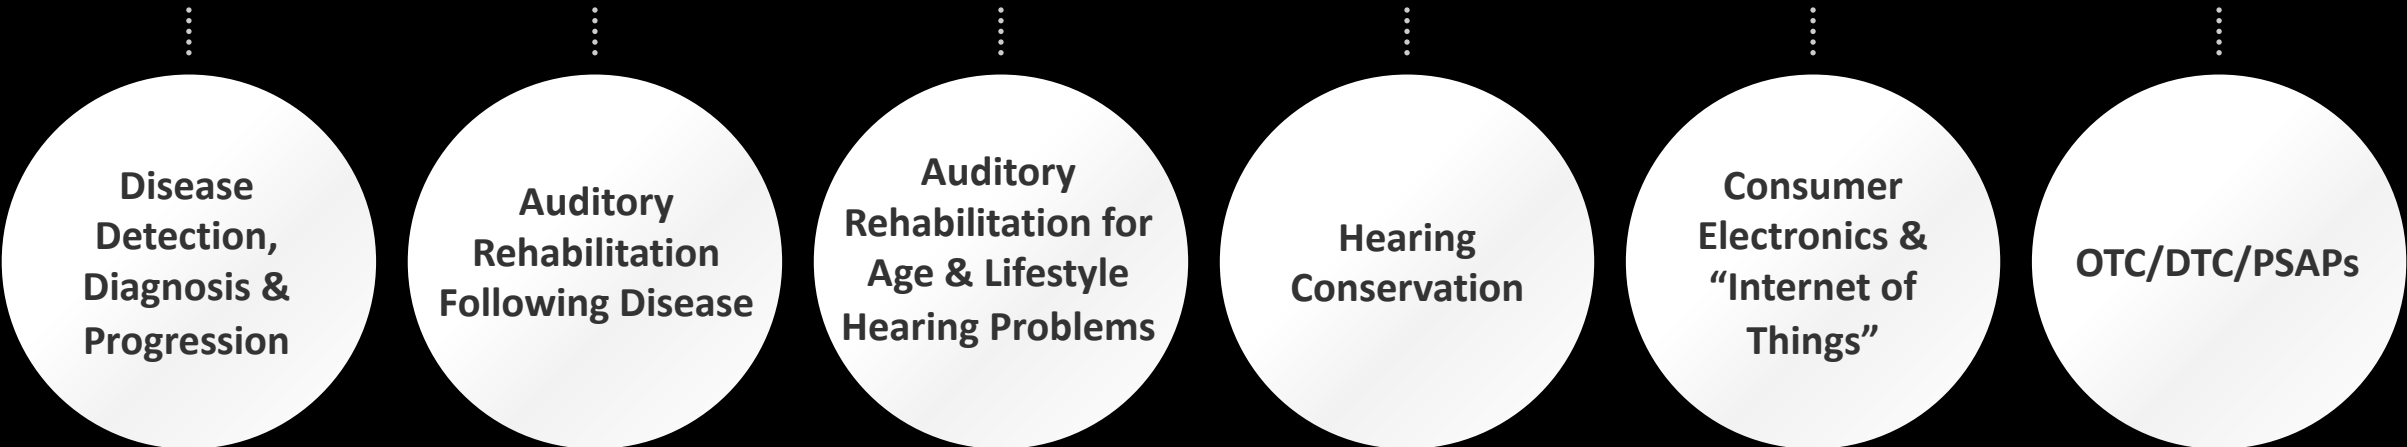 Disease
Detection,
Diagnosis &
Progression
Auditory
Rehabilitation
Following Disease
Auditory
Rehabilitation for
Age & Lifestyle
Hearing Problems
Hearing
Conservation
Consumer
Electronics &
“Internet of
Things”
OTC/DTC/PSAPs